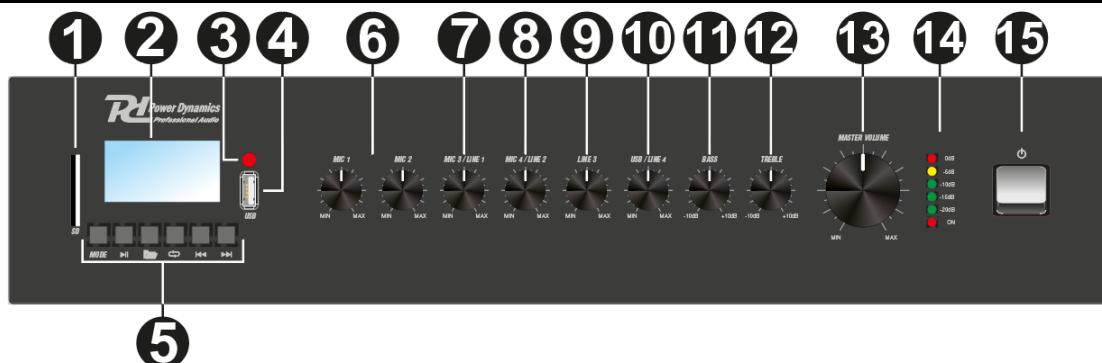 1 2 3 4 6 7 8 9 10 11 12 13 14 15
Pd Power Dynamics
Professional Audio
MASTER VOLUME
MIC 1 MIC 2 MIC 3 / LINE 1 MIC 4 / LINE 2 LINE 3 USB / LINE 4 BASS TREBLE
0dB
-5dB
-10dB
-15dB
-20dB
ON
USB
MIN MAX MIN MAX MIN MAX MIN MAX MIN MAX MIN MAX -10dB +10dB -10dB +10dB
SD
MIN MAX
MODE
5